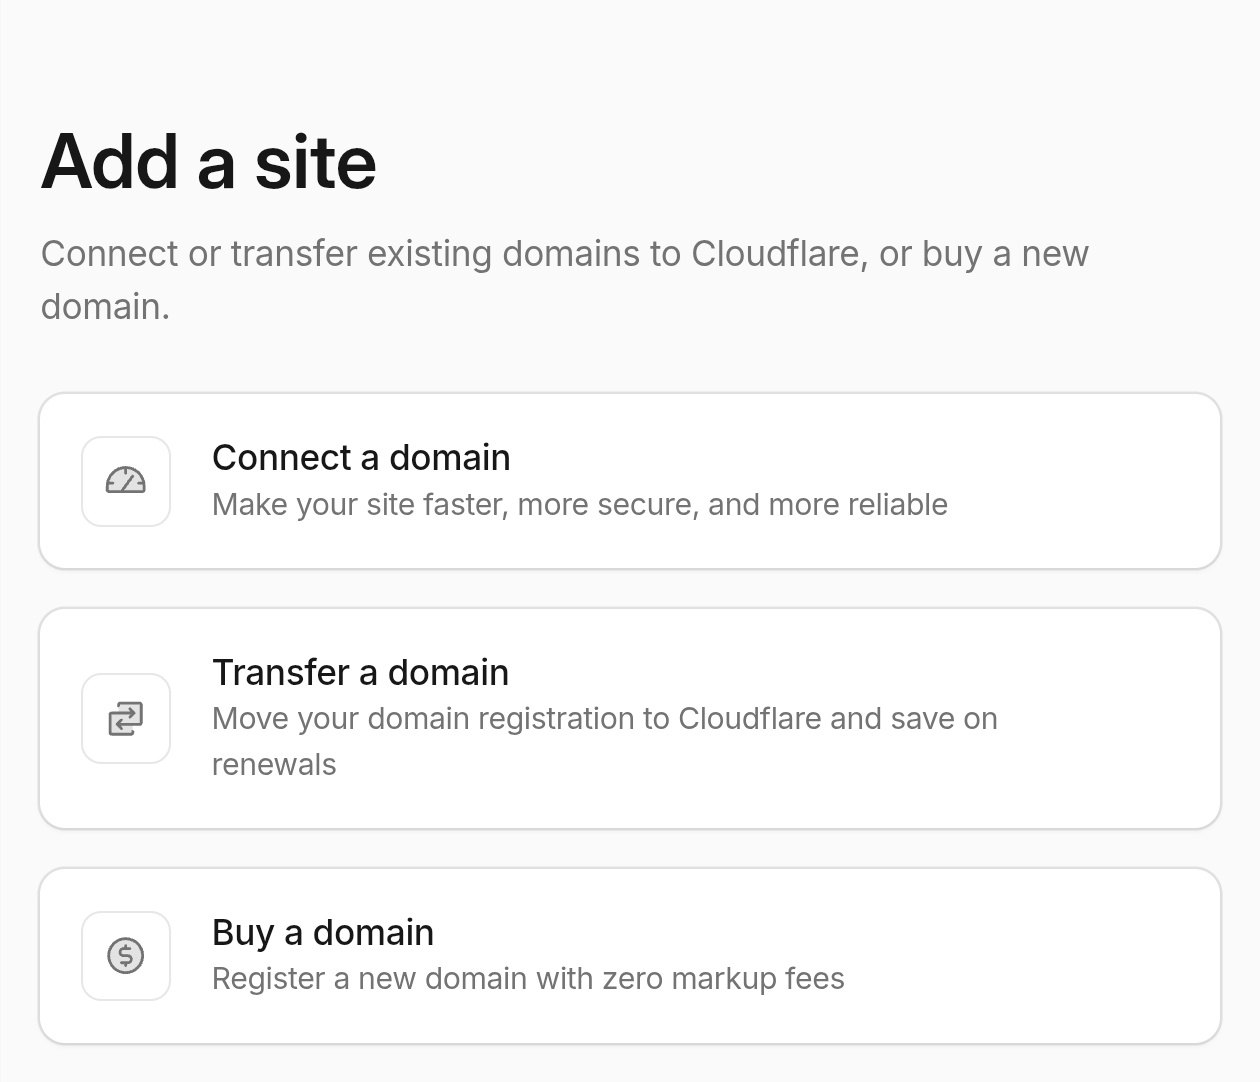 Add a site
Connect or transfer existing domains to Cloudflare, or buy a new
domain.
Connect a domain
Make your site faster, more secure, and more reliable
Transfer a domain
Move your domain registration to Cloudflare and save on
renewals
Buy a domain
Register a new domain with zero markup fees